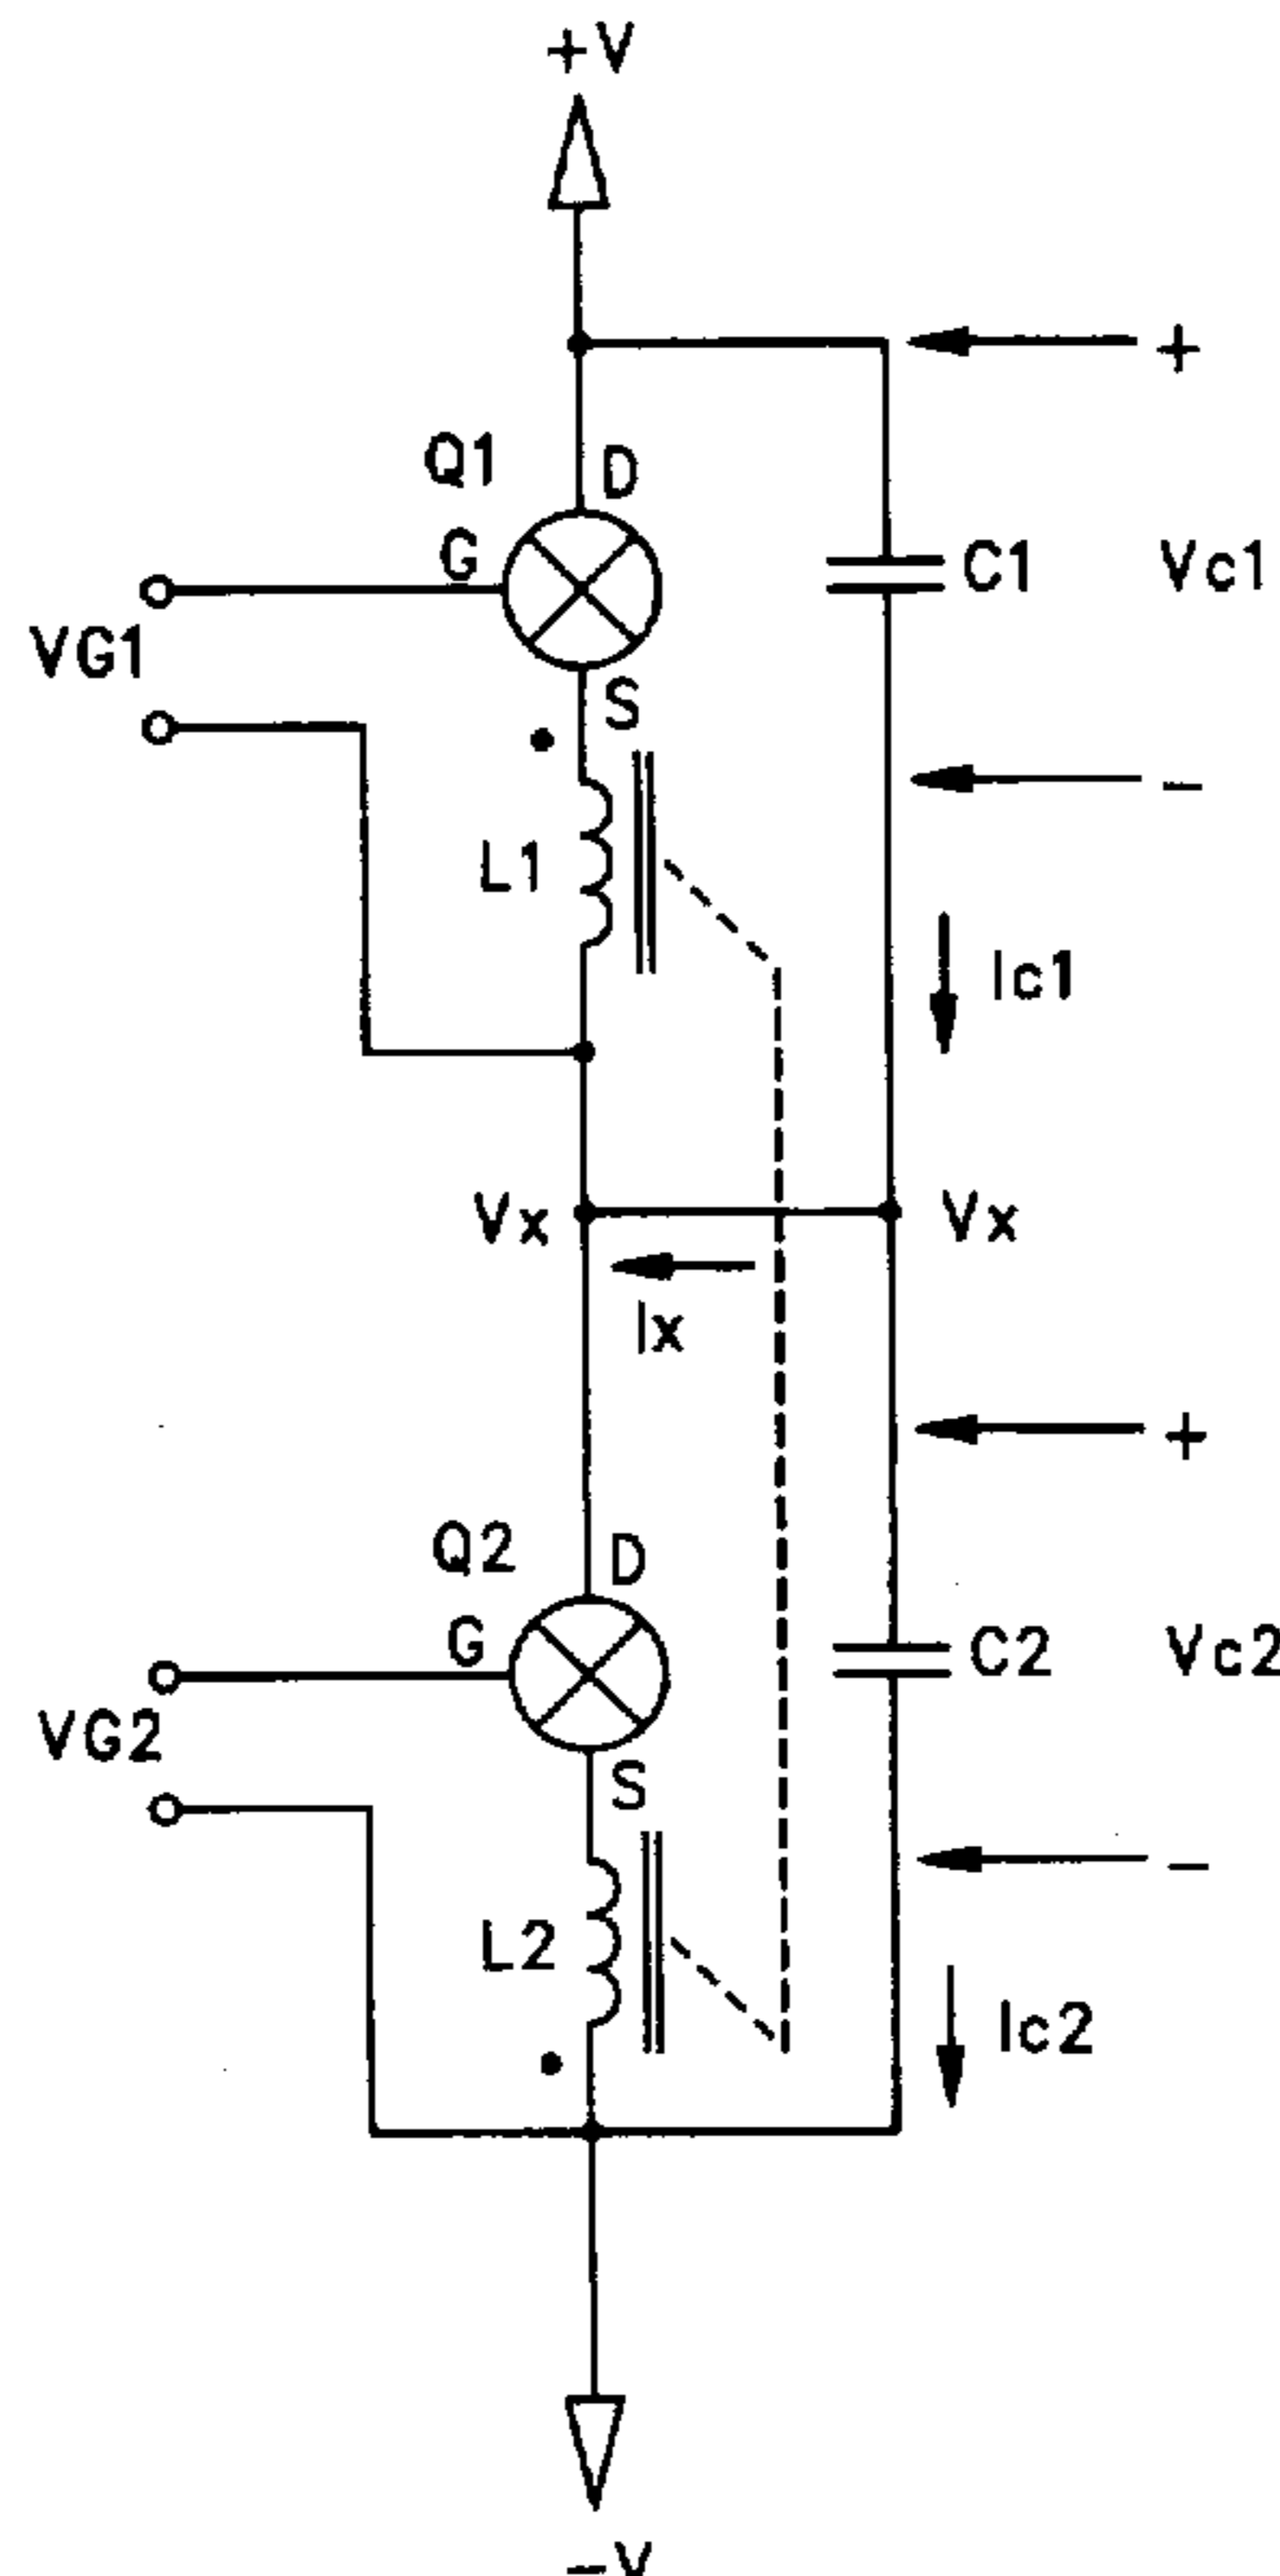 +V
+
Q1 D
G
C1 Vc1
VG1
S
-
L1
Ic1
Vx Vx
Ix
+
Q2 D
G
C2 Vc2
VG2
S
-
L2
Ic2
-V